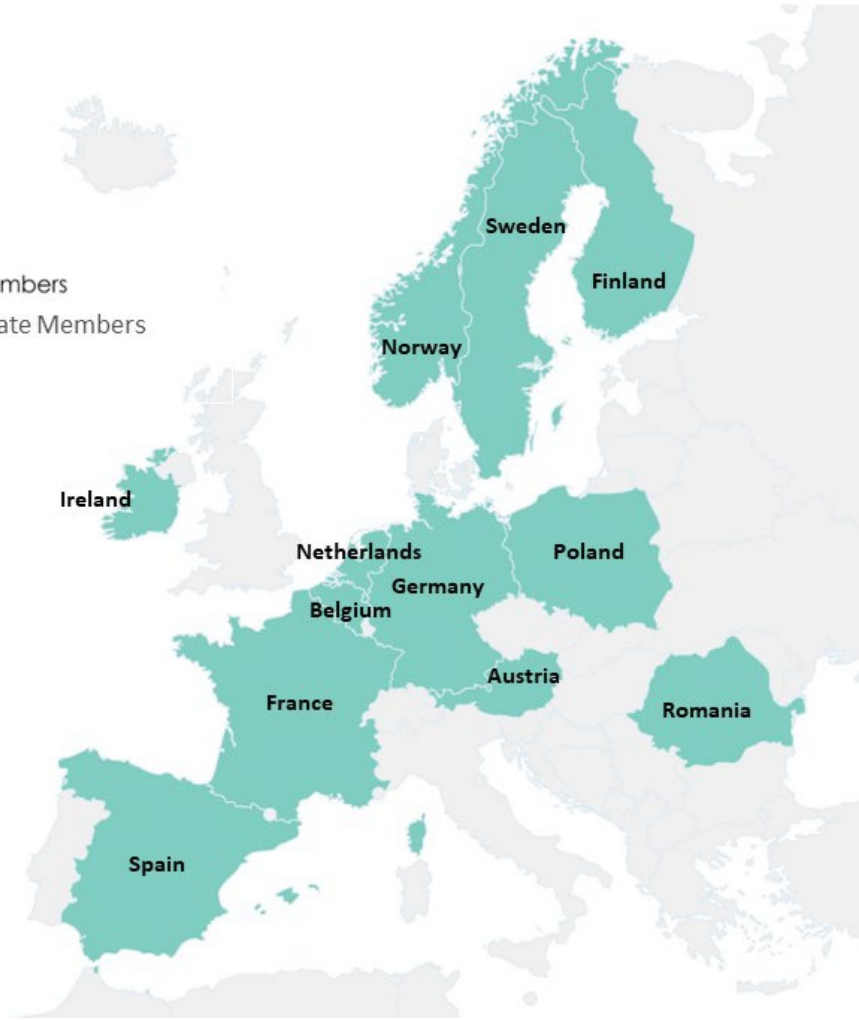 Sweden
Finland
mbers
ate Members
Norway
Ireland
Netherlands
Poland
Germany
Belgium
Austria
France
Romania
Spain